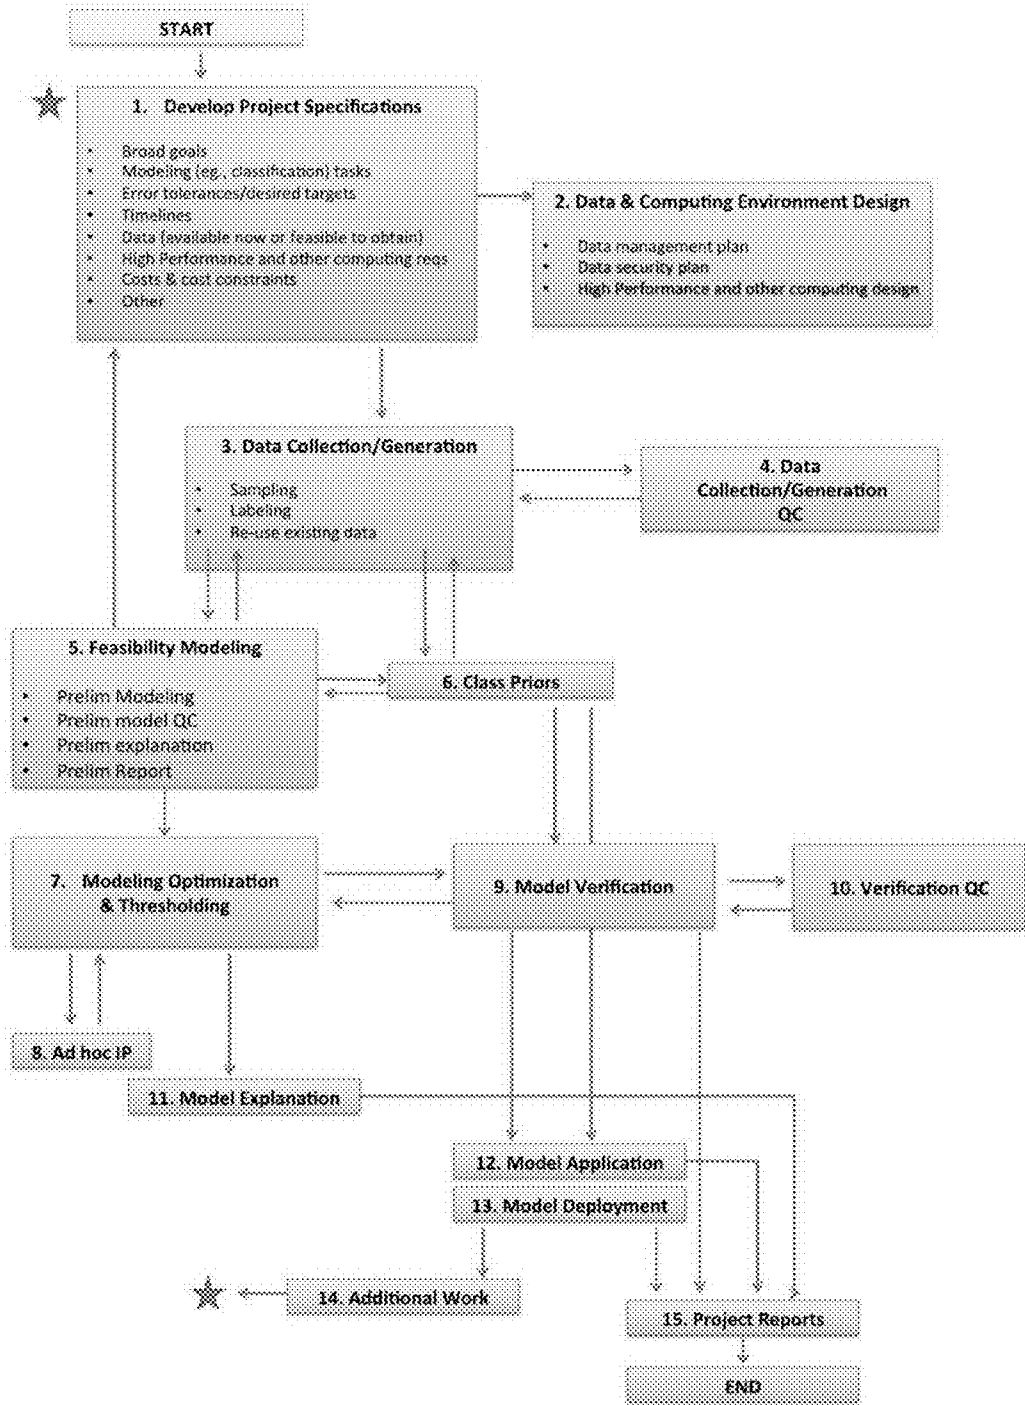 START
1. Develop Project Specifications
• Broad goals
• Modeling (eg., classification) tasks
• Error tolerances/desired targets
• Timelines
• Data (available now or feasible to obtain)
• High Performance and other computing reqs
• Costs & cost constraints
• Other
2. Data & Computing Environment Design
• Data management plan
• Data security plan
• High Performance and other computing design
3. Data Collection/Generation
• Sampling
• Labeling
• Re-use existing data
4. Data
Collection/Generation
QC
5. Feasibility Modeling
• Prelim Modeling
• Prelim model QC
• Prelim explanation
• Prelim Report
6. Class Priors
7. Modeling Optimization
& Thresholding
9. Model Verification
10. Verification QC
8. Ad hoc IP
11. Model Explanation
12. Model Application
13. Model Deployment
14. Additional Work
15. Project Reports
END